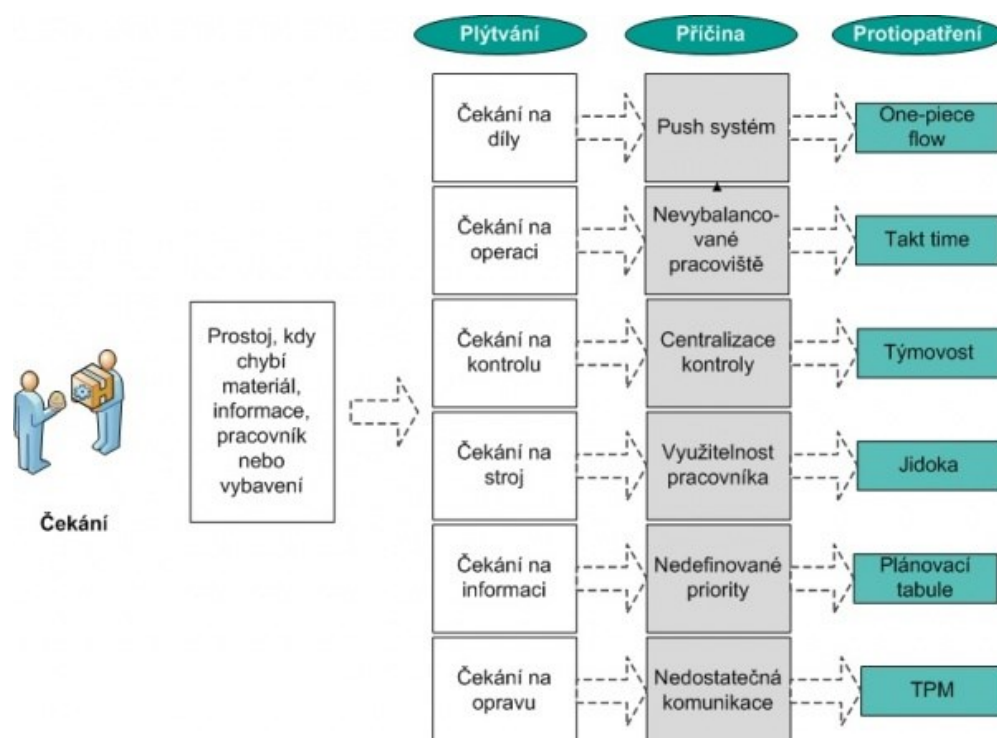 Plýtvání
Příčina
Protiopatření
Čekání na
díly
Push systém
One-piece
flow
Čekání na
operaci
Nevybalanco-
vané
pracoviště
Takt time
Prostoj, kdy
chybí
materiál,
informace,
pracovník
nebo
vybavení
Čekání
Čekání na
kontrolu
Centralizace
kontroly
Týmovost
Čekání na
stroj
Využitelnost
pracovníka
Jidoka
Čekání na
informaci
Nedefinované
priority
Plánovací
tabule
Čekání na
opravu
Nedostatečná
komunikace
TPM